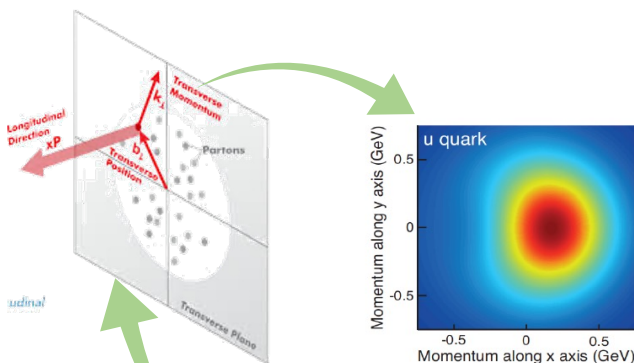 Transverse
Momentum
k⊥
Longitudinal
Direction
xP
b⊥
Partons
Transverse
Position
udinal
Transverse Plane
u quark
Momentum along y axis (GeV)
0.5
0
-0.5
-0.5
0
0.5
Momentum along x axis (GeV)